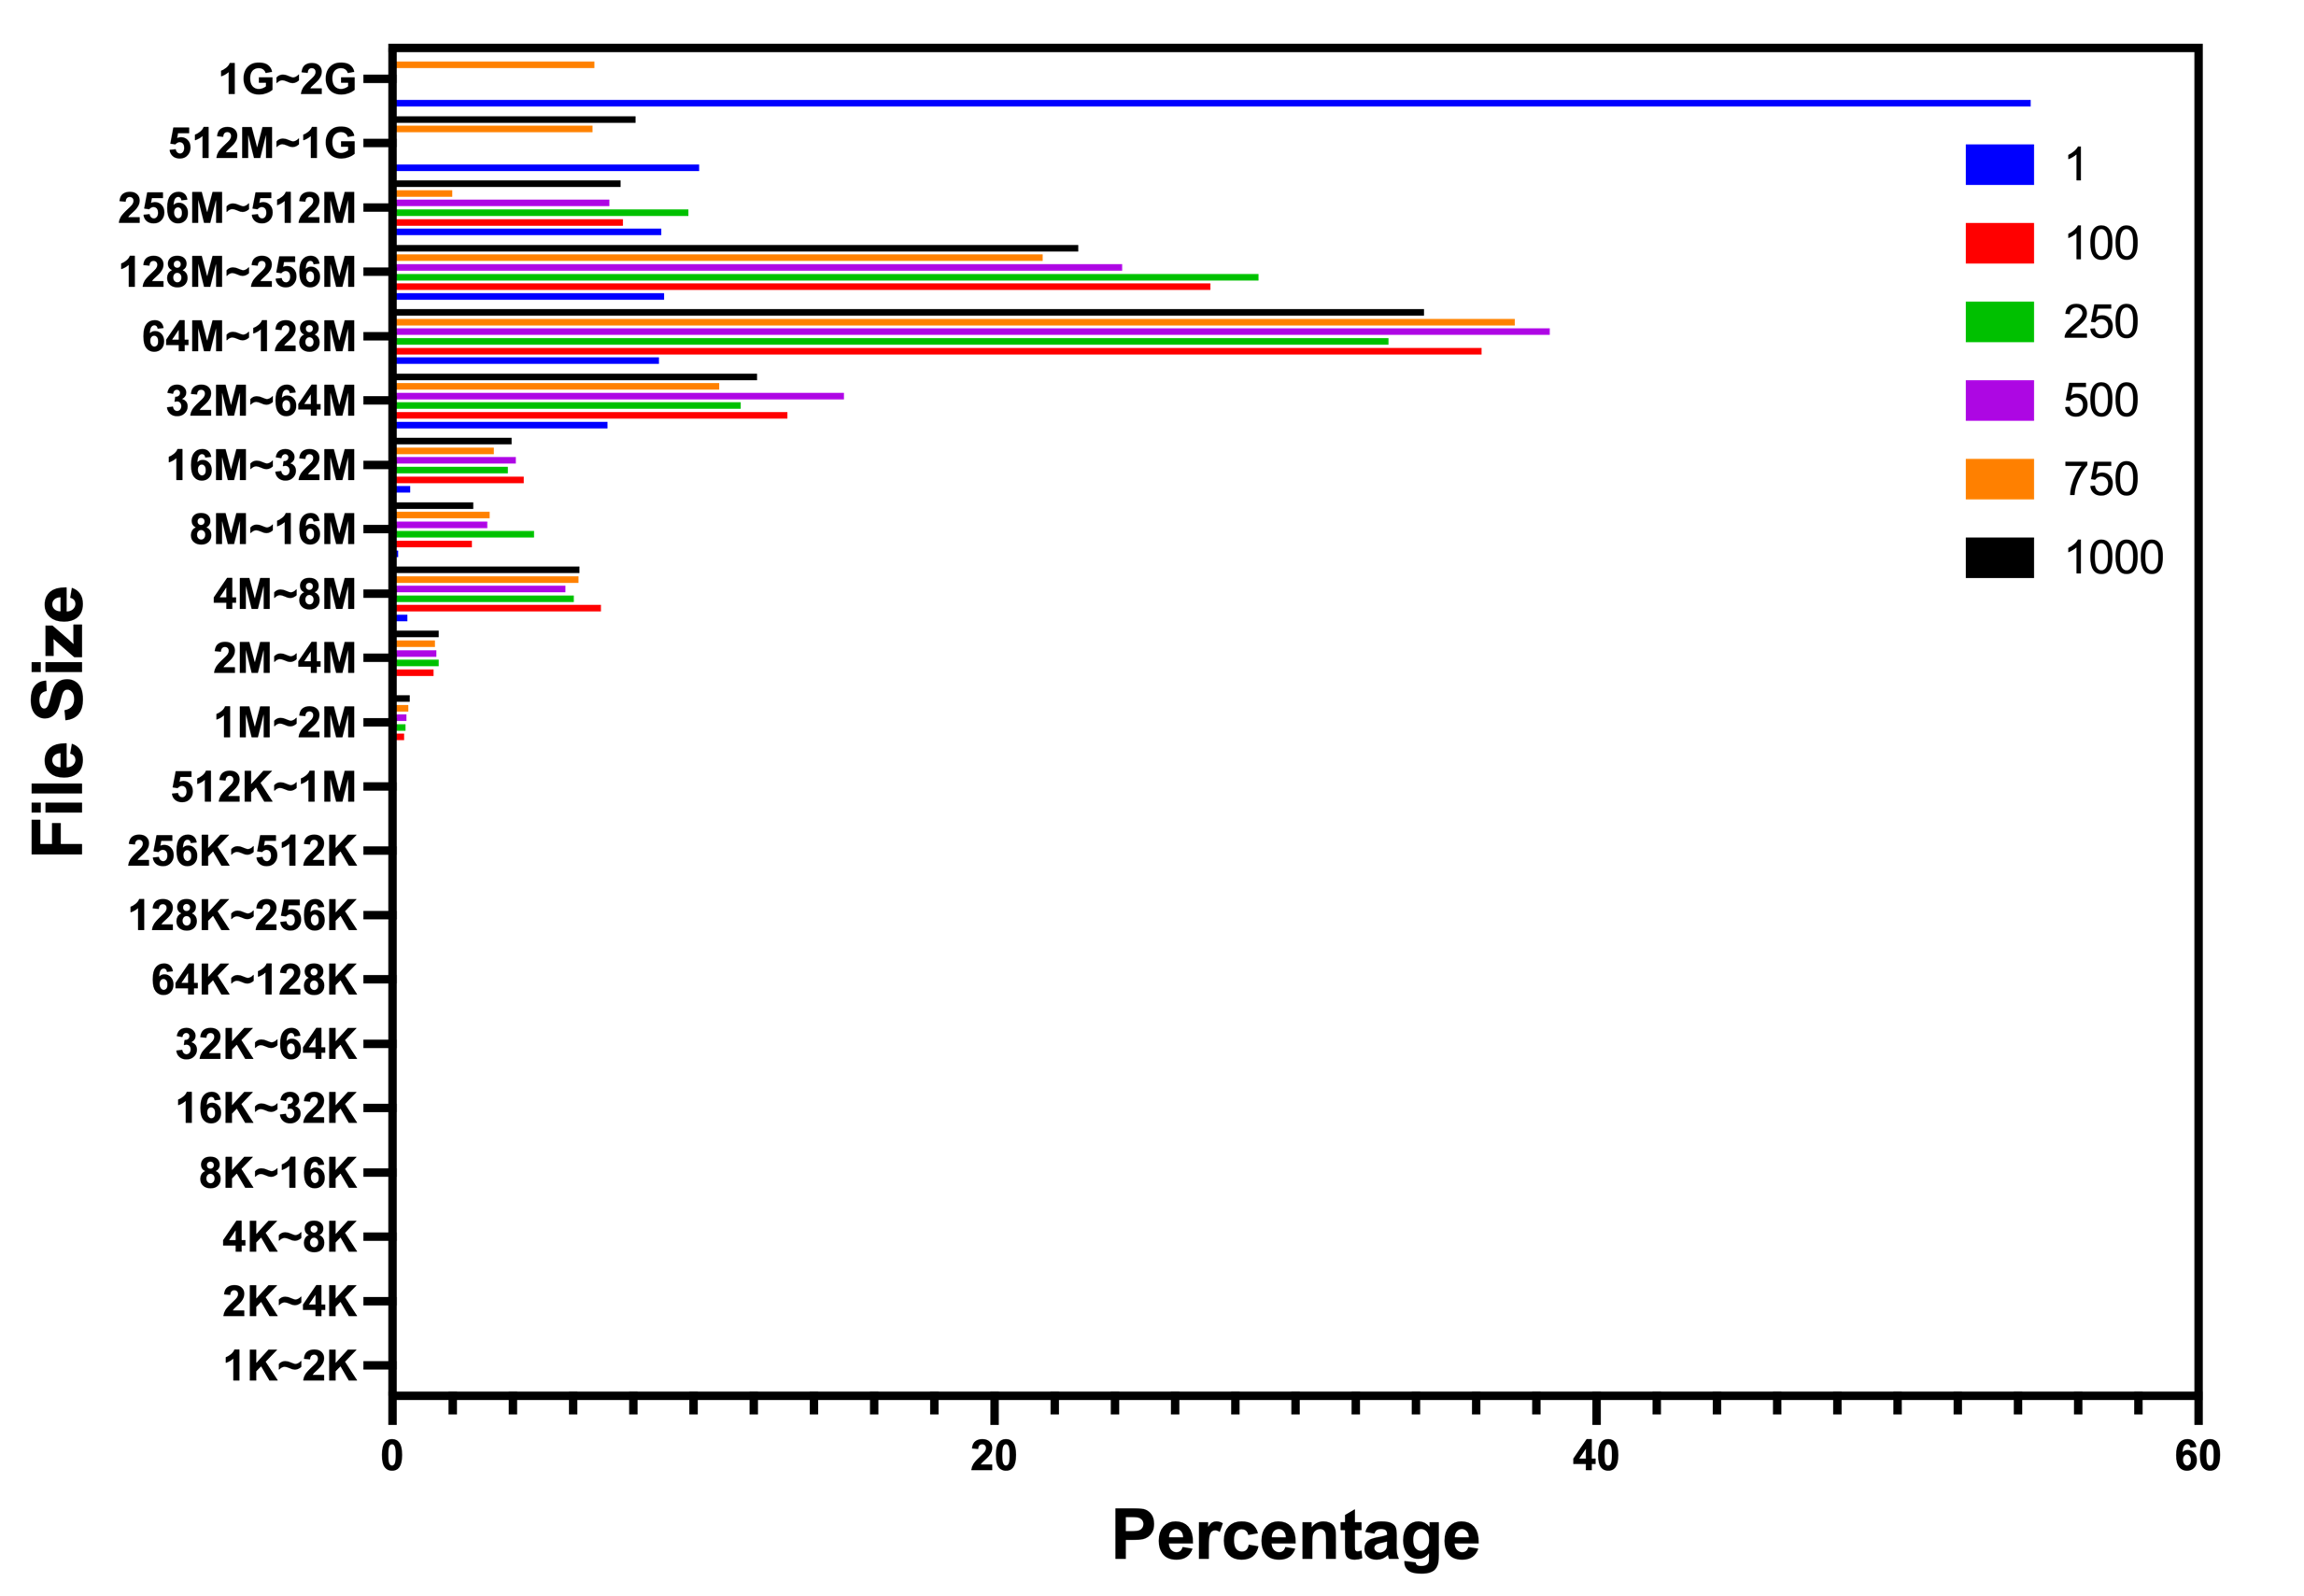 1G~2G
512M~1G
256M~512M
128M~256M
64M~128M
32M~64M
16M~32M
8M~16M
4M~8M
2M~4M
1M~2M
512K~1M
256K~512K
128K~256K
64K~128K
32K~64K
16K~32K
8K~16K
4K~8K
2K~4K
1K~2K
File Size
1
100
250
500
750
1000
0 20 40 60
Percentage